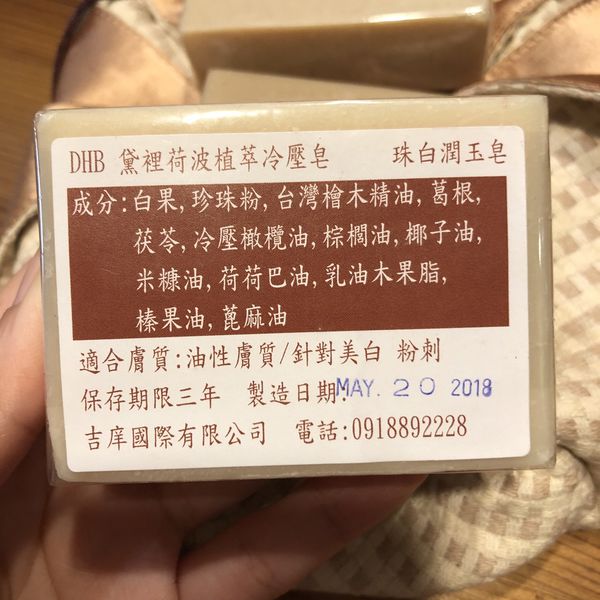 DHB 黛裡荷波植萃冷壓皂 珠白潤玉皂
成分:白果,珍珠粉,台灣檜木精油,葛根,
茯苓,冷壓橄欖油,棕櫚油,椰子油,
米糠油,荷荷巴油,乳油木果脂,
榛果油,蓖麻油
適合膚質:油性膚質/針對美白 粉刺
保存期限三年 製造日期:MAY. 20 2018
吉庠國際有限公司 電話:0918892228